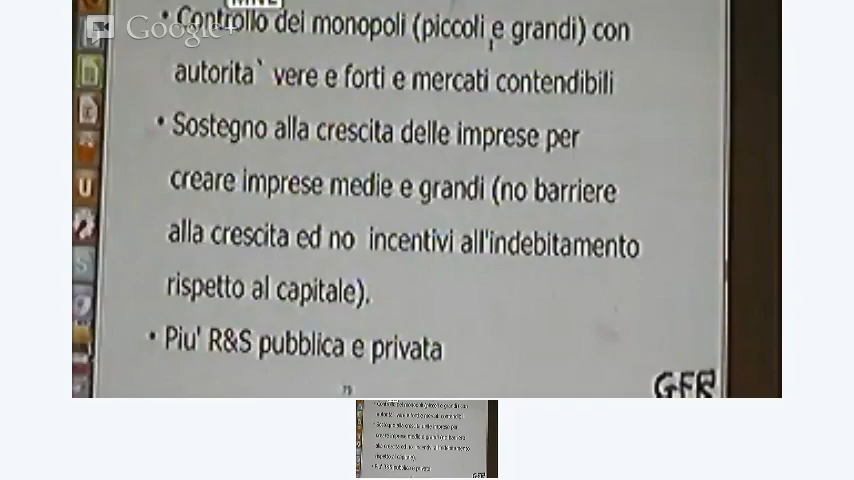 Google+
• Controllo dei monopoli (piccoli e grandi) con
autorita` vere e forti e mercati contendibili
• Sostegno alla crescita delle imprese per
creare imprese medie e grandi (no barriere
alla crescita ed no incentivi all'indebitamento
rispetto al capitale).
• Piu' R&S pubblica e privata
GFR